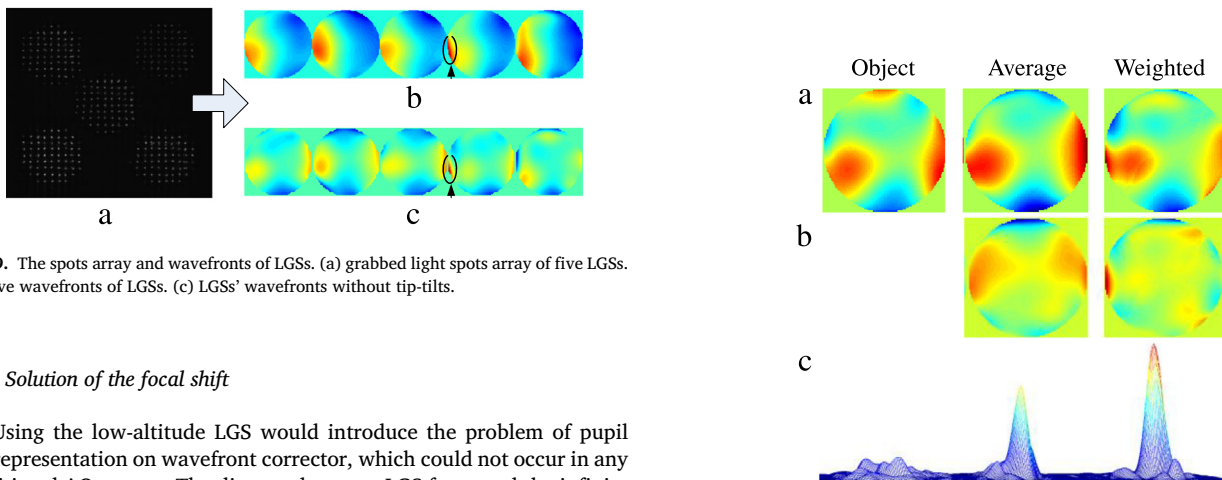 a
b
c
9. The spots array and wavefronts of LGSs. (a) grabbed light spots array of five LGSs.
ve wavefronts of LGSs. (c) LGSs' wavefronts without tip-tilts.
Solution of the focal shift
Using the low-altitude LGS would introduce the problem of pupil
representation on wavefront corrector, which could not occur in any
Object Average Weighted
a
b
c